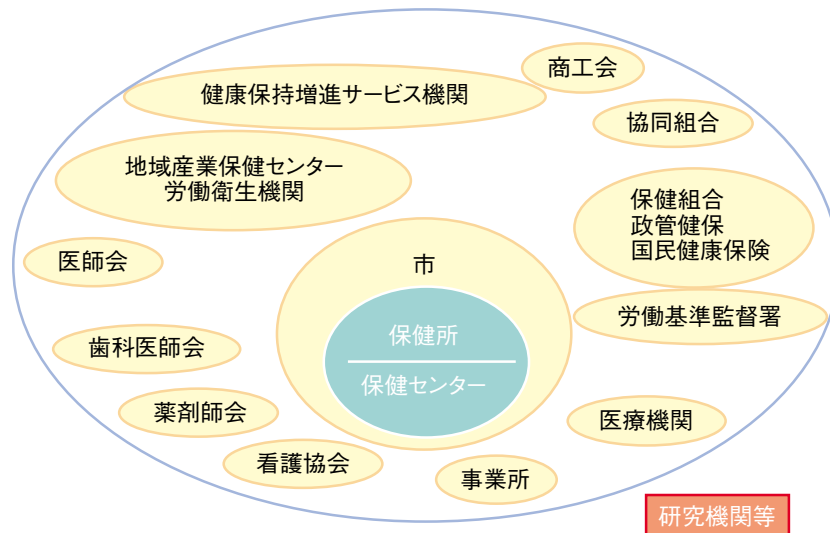 商工会
健康保持増進サービス機関
協同組合
地域産業保健センター
労働衛生機関
保健組合
政管健保
国民健康保険
医師会
市
労働基準監督署
保健所
歯科医師会
保健センター
薬剤師会
医療機関
看護協会
事業所
研究機関等